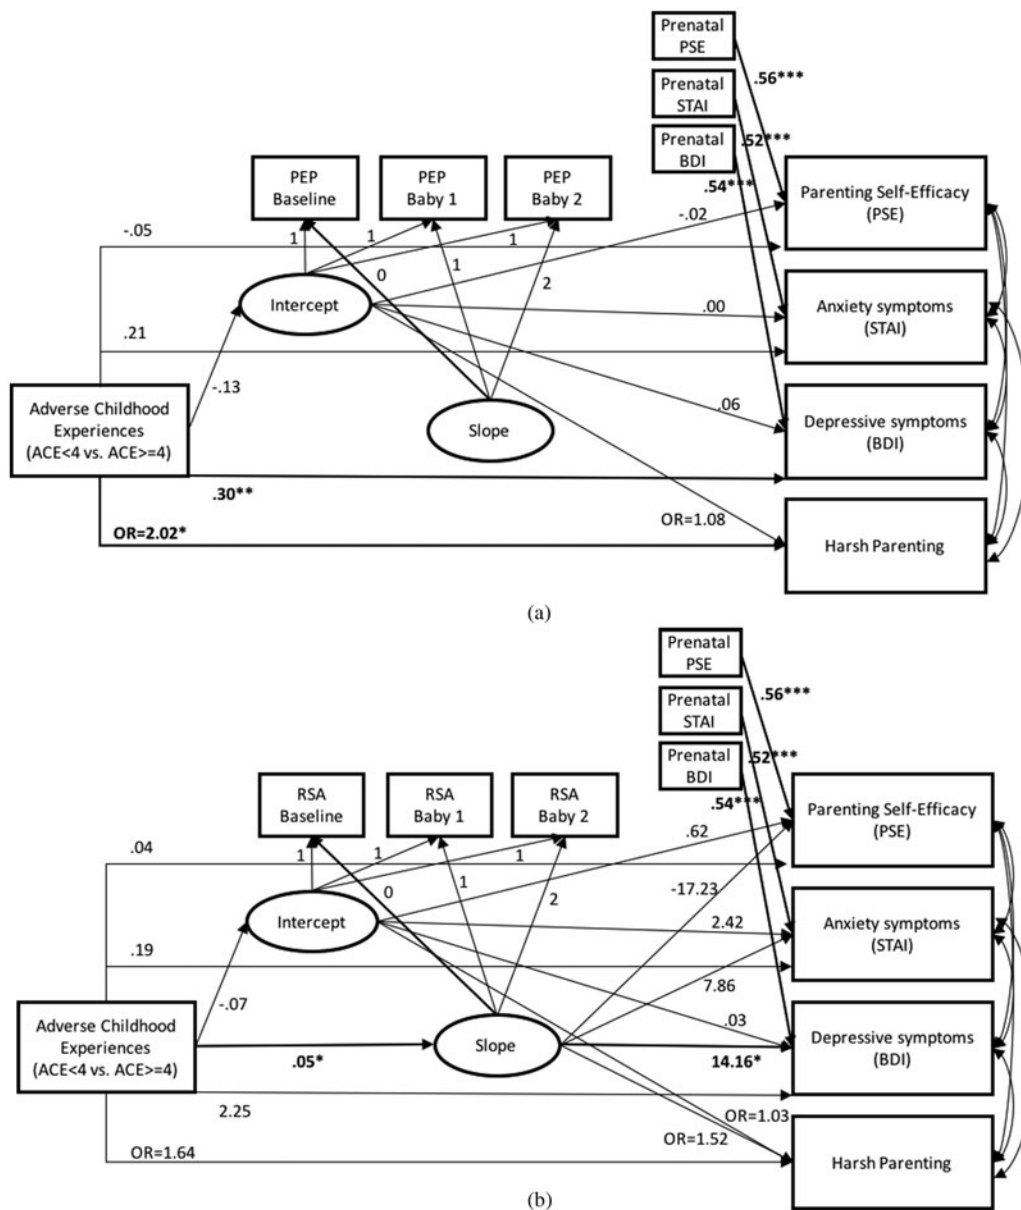 Prenatal
PSE
.56***
Prenatal
STAI
.52***
Prenatal
BDI
.54***
PEP
Baseline
PEP
Baby 1
PEP
Baby 2
Parenting Self-Efficacy
(PSE)
-.02
-.05
1
1
1
0
1
2
Intercept
.00
Anxiety symptoms
(STAI)
.21
-.13
.06
Adverse Childhood
Experiences
(ACE<4 vs. ACE>=4)
Slope
Depressive symptoms
(BDI)
.30**
OR=2.02*
OR=1.08
Harsh Parenting
(a)
Prenatal
PSE
.56***
Prenatal
STAI
.52***
Prenatal
BDI
.54***
RSA
Baseline
RSA
Baby 1
RSA
Baby 2
Parenting Self-Efficacy
(PSE)
.62
.04
1
1
1
0
1
2
-17.23
Intercept
2.42
Anxiety symptoms
(STAI)
.19
-.07
7.86
.03
Adverse Childhood
Experiences
(ACE<4 vs. ACE>=4)
.05*
Slope
14.16*
Depressive symptoms
(BDI)
2.25
OR=1.03
OR=1.52
OR=1.64
Harsh Parenting
(b)